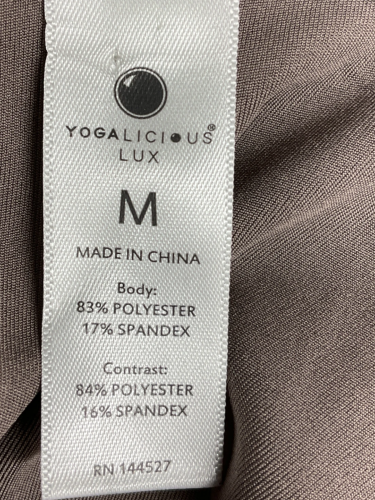 YOGALICIOUS®
LUX
M
MADE IN CHINA
Body:
83% POLYESTER
17% SPANDEX
Contrast:
84% POLYESTER
16% SPANDEX
RN 144527